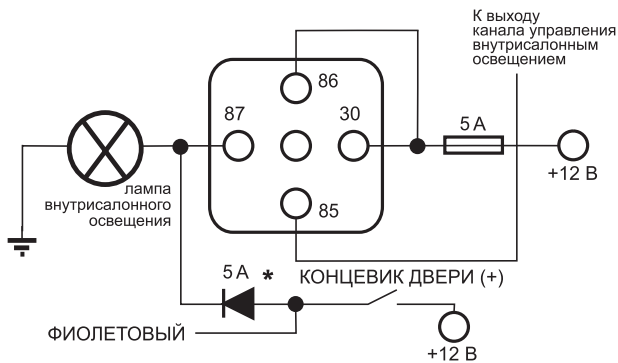 К выходу
канала управления
внутрисалонным
освещением
86
87
30
5 А
+12 В
лампа
внутрисалонного
освещения
85
5 А *
КОНЦЕВИК ДВЕРИ (+)
ФИОЛЕТОВЫЙ
+12 В